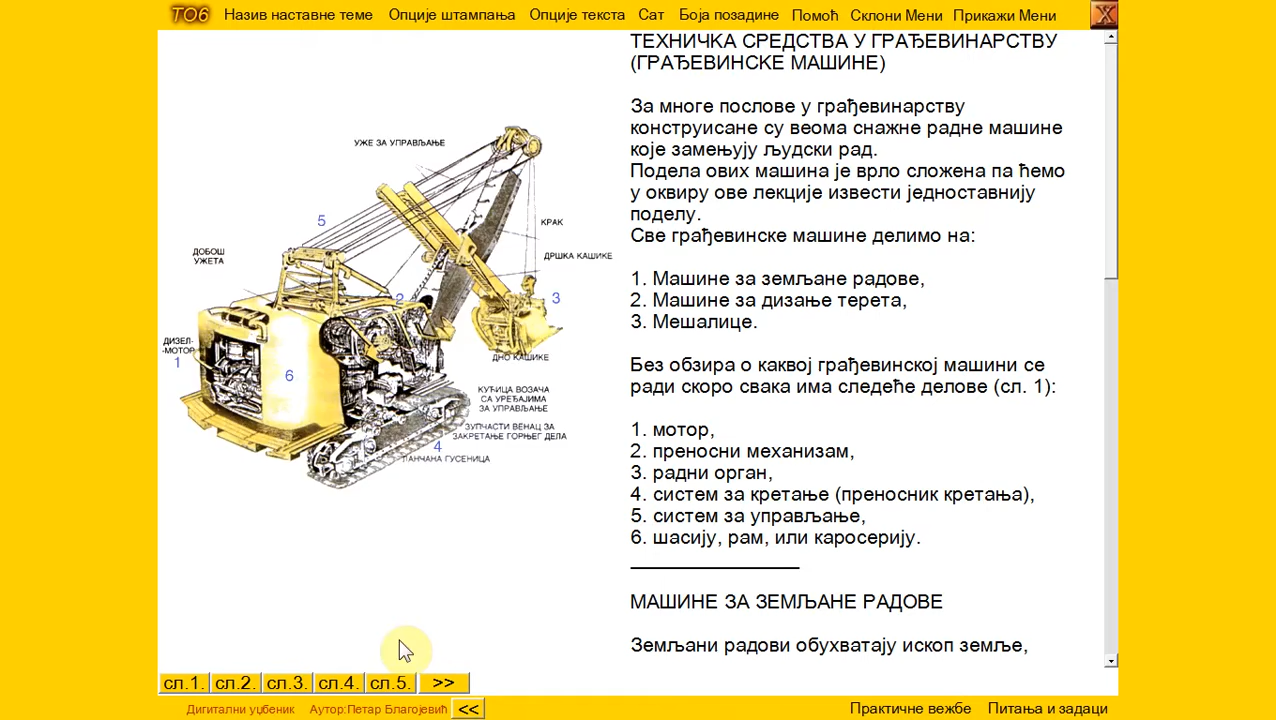 ТО6 Назив наставне теме Опције штампања Опције текста Сат Боја позадине Помоћ Склони Мени Прикажи Мени X
УЖЕ ЗА УПРАВЉАЊЕ
5
КРАК
ДОБОШ
УЖЕТА
ДРШКА КАШИКЕ
2
3
ДИЗЕЛ-
-МОТОР
1
ДНО КАШИКЕ
6
КУЋИЦА ВОЗАЧА
СА УРЕЂАЈИМА
ЗА УПРАВЉАЊЕ
ЗУПЧАСТИ ВЕНАЦ ЗА
ЗАКРЕТАЊЕ ГОРЊЕГ ДЕЛА
4
ЛАНЧАНА ГУСЕНИЦА
ТЕХНИЧКА СРЕДСТВА У ГРАЂЕВИНАРСТВУ
(ГРАЂЕВИНСКЕ МАШИНЕ)
За многе послове у грађевинарству
конструисане су веома снажне радне машине
које замењују људски рад.
Подела ових машина је врло сложена па ћемо
у оквиру ове лекције извести једноставнију
поделу.
Све грађевинске машине делимо на:
1. Машине за земљане радове,
2. Машине за дизање терета,
3. Мешалице.
Без обзира о каквој грађевинској машини се
ради скоро свака има следеће делове (сл. 1):
1. мотор,
2. преносни механизам,
3. радни орган,
4. систем за кретање (преносник кретања),
5. систем за управљање,
6. шасију, рам, или каросерију.
МАШИНЕ ЗА ЗЕМЉАНЕ РАДОВЕ
Земљани радови обухватају ископ земље,
сл.1. сл.2. сл.3. сл.4. сл.5. >>
Дигитални уџбеник Аутор:Петар Благојевић << Практичне вежбе Питања и задаци